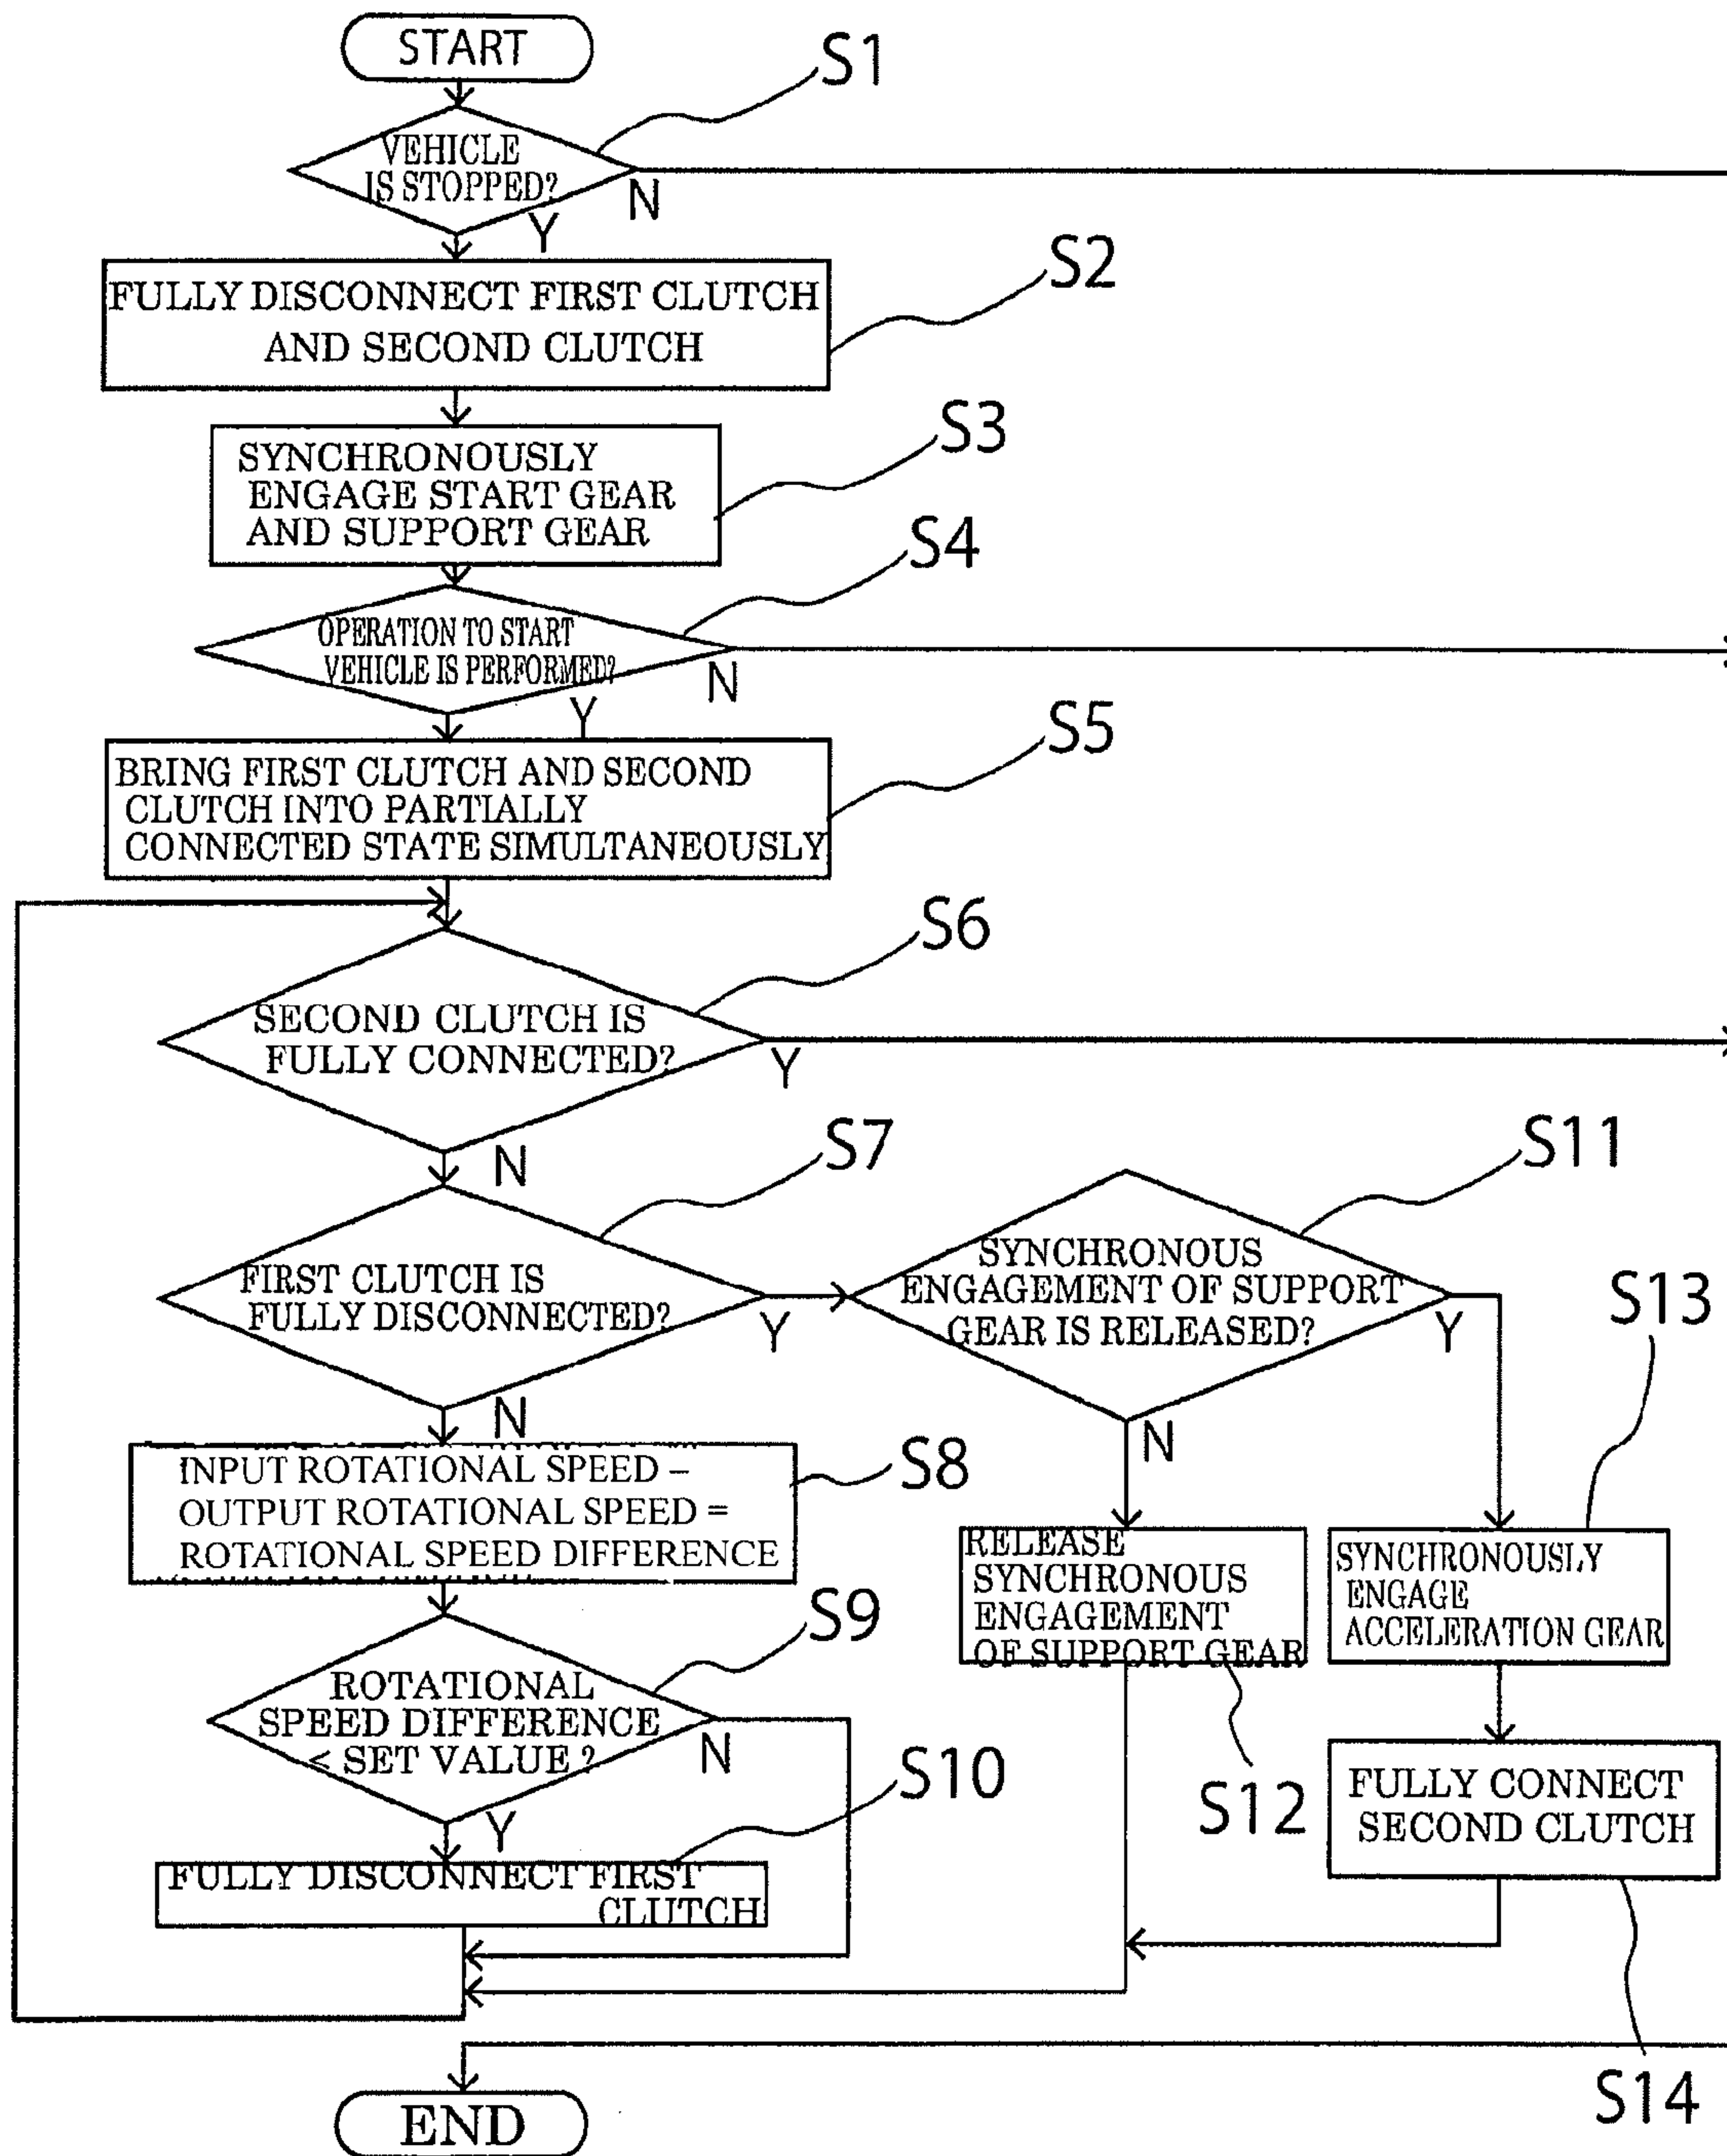 START
S1
VEHICLE
IS STOPPED?
N
Y
S2
FULLY DISCONNECT FIRST CLUTCH
AND SECOND CLUTCH
S3
SYNCHRONOUSLY
ENGAGE START GEAR
AND SUPPORT GEAR
S4
OPERATION TO START
VEHICLE IS PERFORMED?
N
Y
S5
BRING FIRST CLUTCH AND SECOND
CLUTCH INTO PARTIALLY
CONNECTED STATE SIMULTANEOUSLY
S6
SECOND CLUTCH IS
FULLY CONNECTED?
Y
N
S7
FIRST CLUTCH IS
FULLY DISCONNECTED?
Y
N
S11
SYNCHRONOUS
ENGAGEMENT OF SUPPORT
GEAR IS RELEASED?
Y
N
S13
S8
INPUT ROTATIONAL SPEED –
OUTPUT ROTATIONAL SPEED =
ROTATIONAL SPEED DIFFERENCE
RELEASE
SYNCHRONOUS
ENGAGEMENT
OF SUPPORT GEAR
SYNCHRONOUSLY
ENGAGE
ACCELERATION GEAR
S9
ROTATIONAL
SPEED DIFFERENCE
< SET VALUE ?
N
Y
S10
S12
FULLY CONNECT
SECOND CLUTCH
FULLY DISCONNECT FIRST
CLUTCH
S14
END